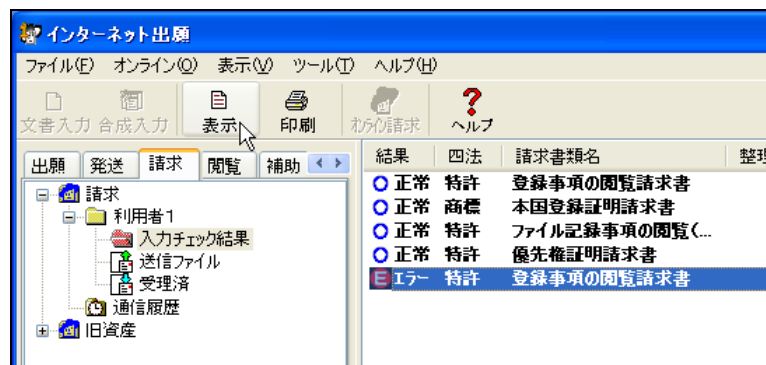 インターネット出願
ファイル(F) オンライン(O) 表示(V) ツール(T) ヘルプ(H)
文書入力 合成入力 表示 印刷 オンライン請求 ヘルプ
出願 発送 請求 閲覧 補助
結果 四法 請求書類名 整理
請求
利用者1
入力チェック結果
送信ファイル
受理済
通信履歴
旧資産
正常 特許 登録事項の閲覧請求書
正常 商標 本国登録証明請求書
正常 特許 ファイル記録事項の閲覧(...
正常 特許 優先権証明請求書
E エラー 特許 登録事項の閲覧請求書